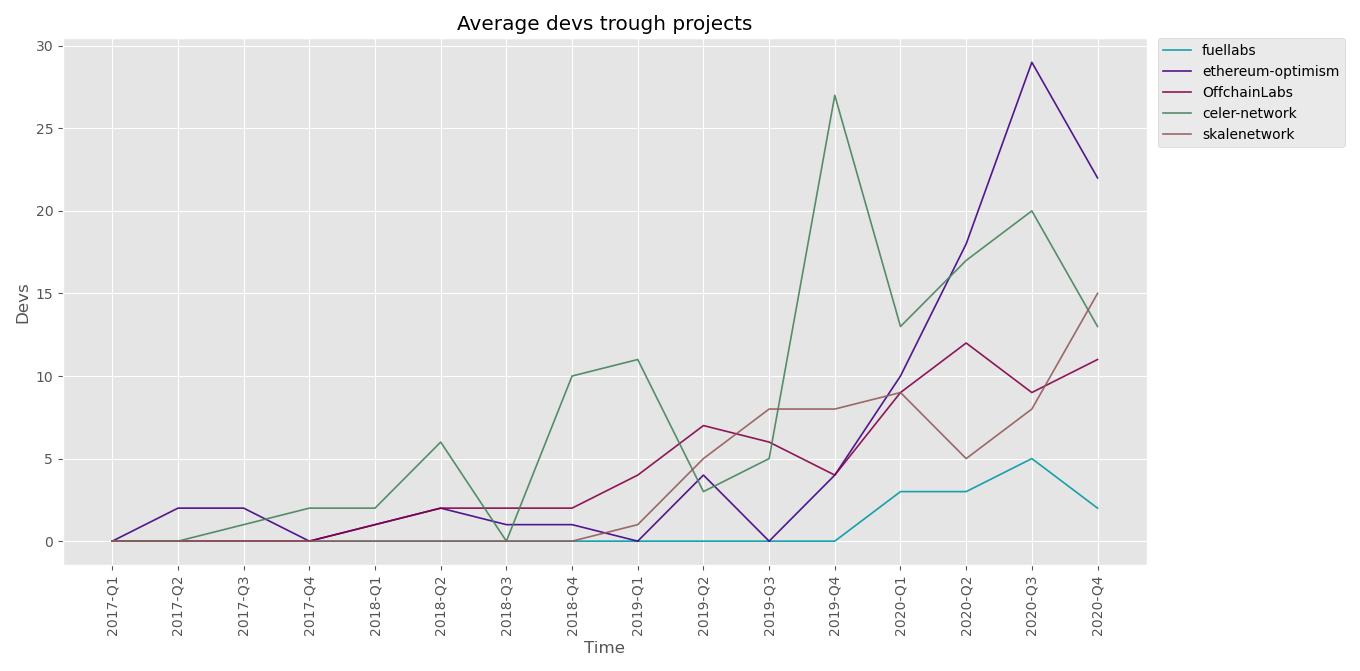 Average devs trough projects
30
25
20
15
10
5
0
Devs
2017-Q1
2017-Q2
2017-Q3
2017-Q4
2018-Q1
2018-Q2
2018-Q3
2018-Q4
2019-Q1
2019-Q2
2019-Q3
2019-Q4
2020-Q1
2020-Q2
2020-Q3
2020-Q4
Time
fuellabs
ethereum-optimism
OffchainLabs
celer-network
skalenetwork